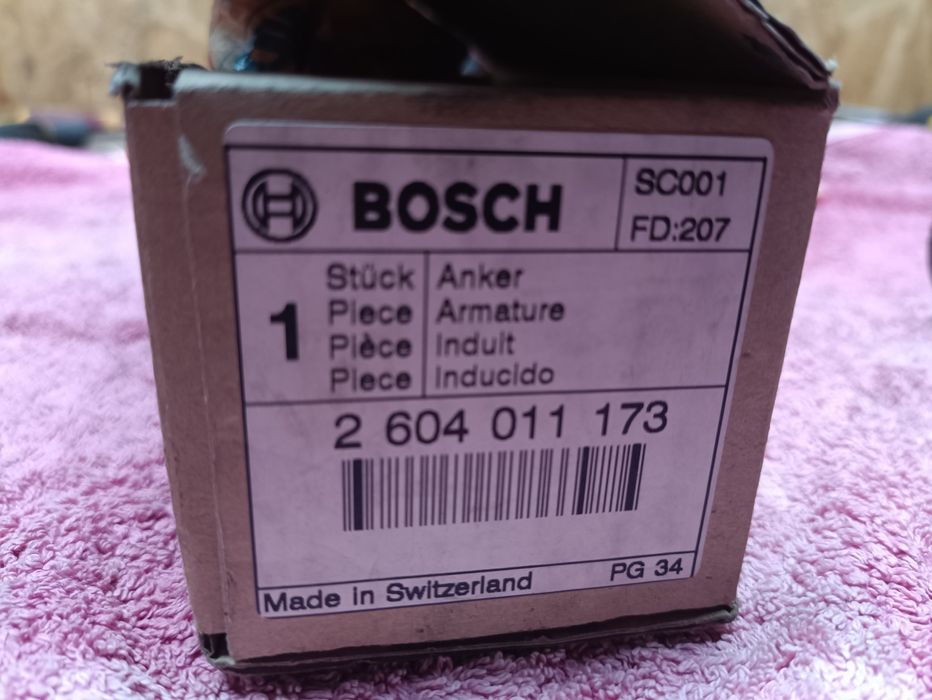 BOSCH
SC001
FD:207
1
Stück
Piece
Pièce
Piece
Anker
Armature
Induit
Inducido
2 604 011 173
Made in Switzerland
PG 34